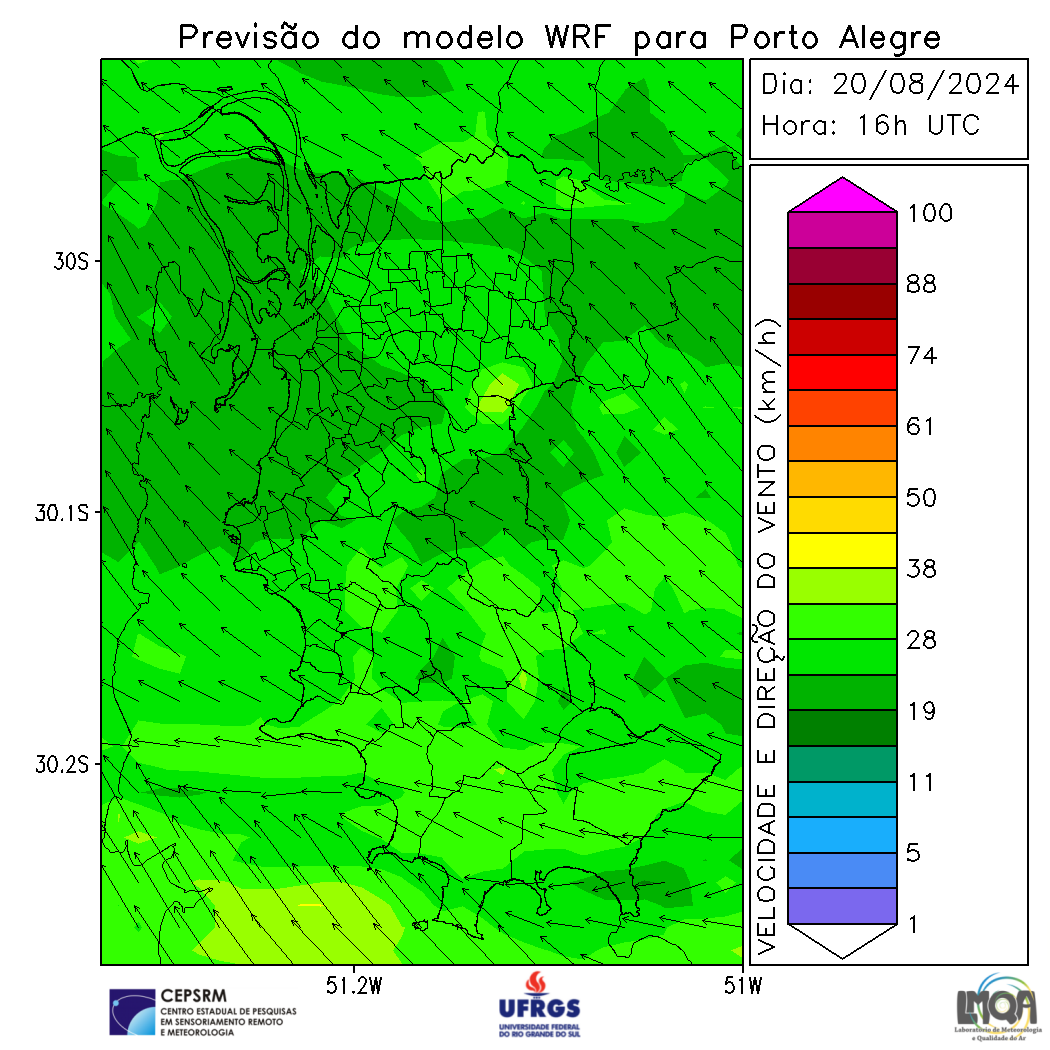 Previsão do modelo WRF para Porto Alegre
Dia: 20/08/2024
Hora: 16h UTC
30S
30.1S
30.2S
51.2W
51W
VELOCIDADE E DIREÇÃO DO VENTO (km/h)
100
88
74
61
50
38
28
19
11
5
1
CEPSRM
CENTRO ESTADUAL DE PESQUISAS
EM SENSORIAMENTO REMOTO
E METEOROLOGIA
UFRGS
UNIVERSIDADE FEDERAL
DO RIO GRANDE DO SUL
LMQA
Laboratório de Meteorologia
e Qualidade do Ar